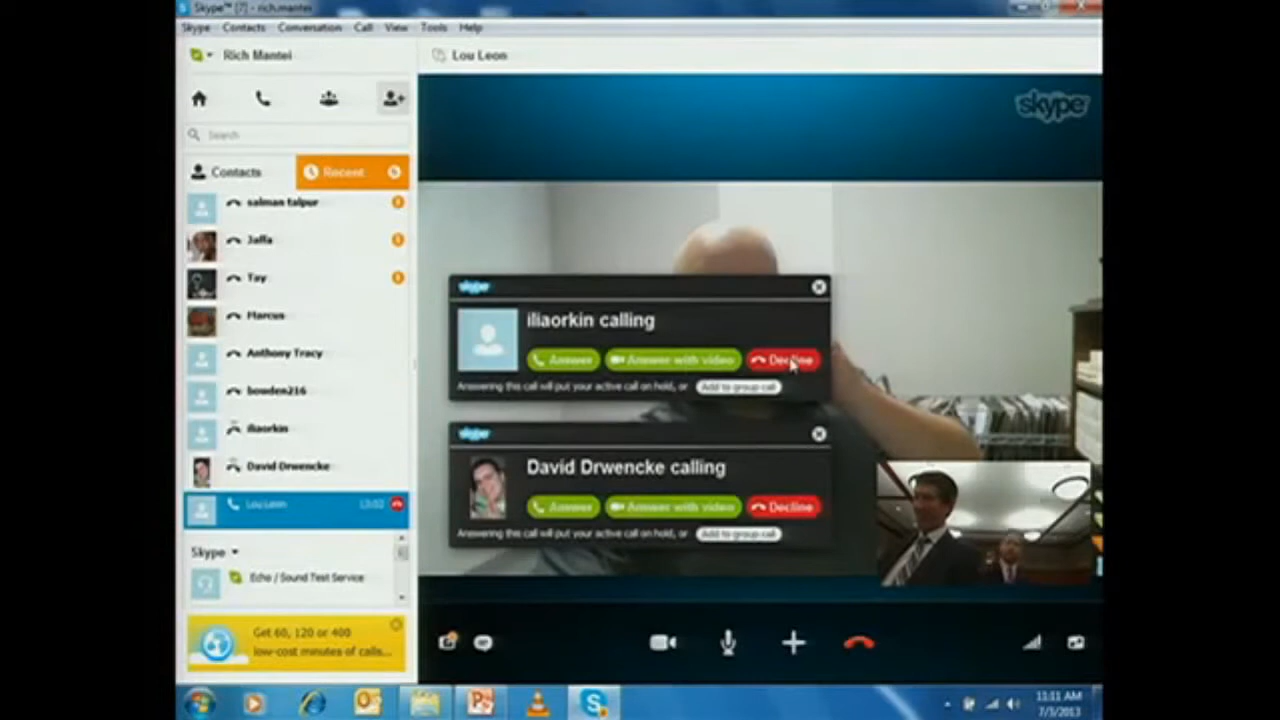 Skype™ [7] - rich.mantei
Skype Contacts Conversation Call View Tools Help
Rich Mantei
Lou Leon
skype
Search
Contacts
Recent
salman talpur
Jaffa
Tay
Marcus
Anthony Tracy
bowden216
iliaorkin
David Drwencke
Lou Leon 13:02
Skype
Echo / Sound Test Service
Get 60, 120 or 400
low-cost minutes of calls...
skype
iliaorkin calling
Answer
Answer with video
Decline
Answering this call will put your active call on hold, or Add to group call
skype
David Drwencke calling
Answer
Answer with video
Decline
Answering this call will put your active call on hold, or Add to group call
11:11 AM
7/3/2013